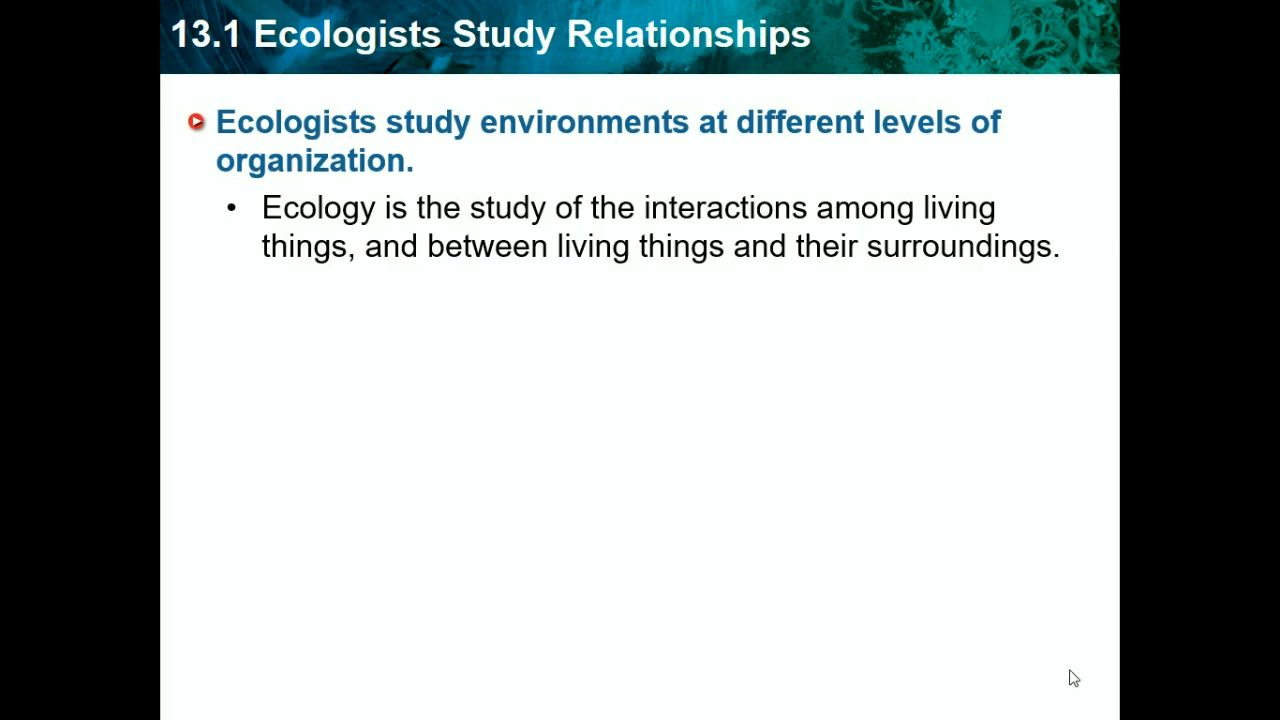 13.1 Ecologists Study Relationships
Ecologists study environments at different levels of
organization.
• Ecology is the study of the interactions among living
things, and between living things and their surroundings.